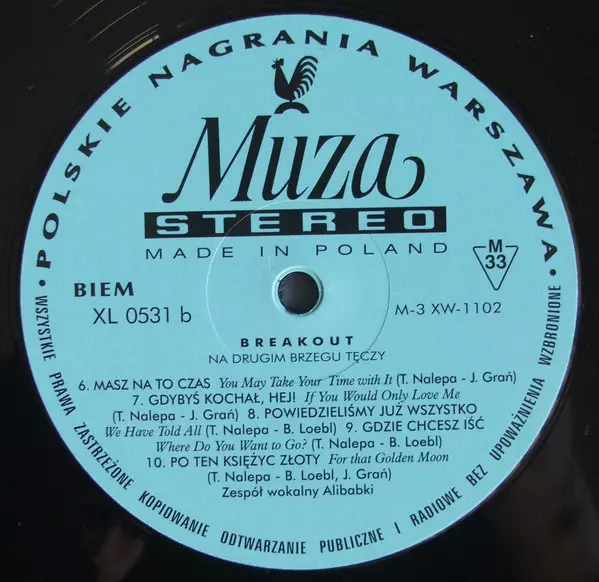 • POLSKIE NAGRANIA WARSZAWA •
Muza
STEREO
MADE IN POLAND
M
33
BIEM
XL 0531 b
M-3 XW-1102
BREAKOUT
NA DRUGIM BRZEGU TĘCZY
6. MASZ NA TO CZAS You May Take Your Time with It (T. Nalepa - J. Grań)
7. GDYBYŚ KOCHAŁ, HEJ! If You Would Only Love Me
(T. Nalepa - J. Grań) 8. POWIEDZIELIŚMY JUŻ WSZYSTKO
We Have Told All (T. Nalepa - B. Loebl) 9. GDZIE CHCESZ IŚĆ
Where Do You Want to Go? (T. Nalepa - B. Loebl)
10. PO TEN KSIĘŻYC ZŁOTY For that Golden Moon
(T. Nalepa - B. Loebl, J. Grań)
Zespół wokalny Alibabki
WSZYSTKIE PRAWA ZASTRZEŻONE KOPIOWANIE ODTWARZANIE PUBLICZNE I RADIOWE BEZ UPOWAŻNIENIA WZBRONIONE